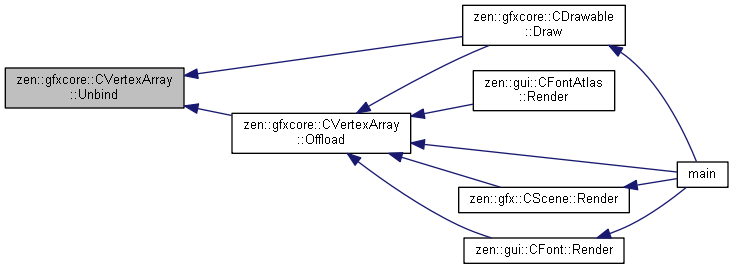 zen::gfxcore::CVertexArray
::Unbind
zen::gfxcore::CVertexArray
::Offload
zen::gfxcore::CDrawable
::Draw
zen::gui::CFontAtlas
::Render
zen::gfx::CScene::Render
zen::gui::CFont::Render
main